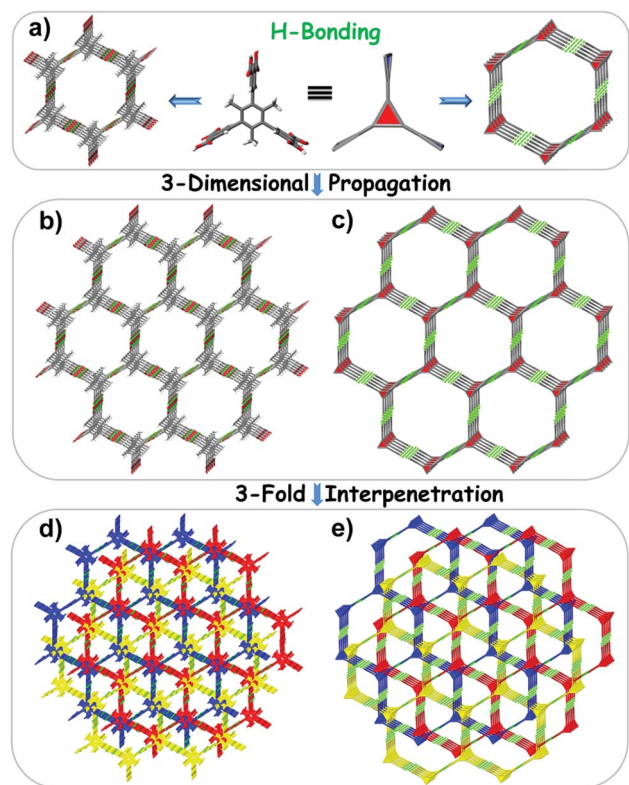 a)
H-Bonding
3-Dimensional Propagation
b)
c)
3-Fold Interpenetration
d)
e)